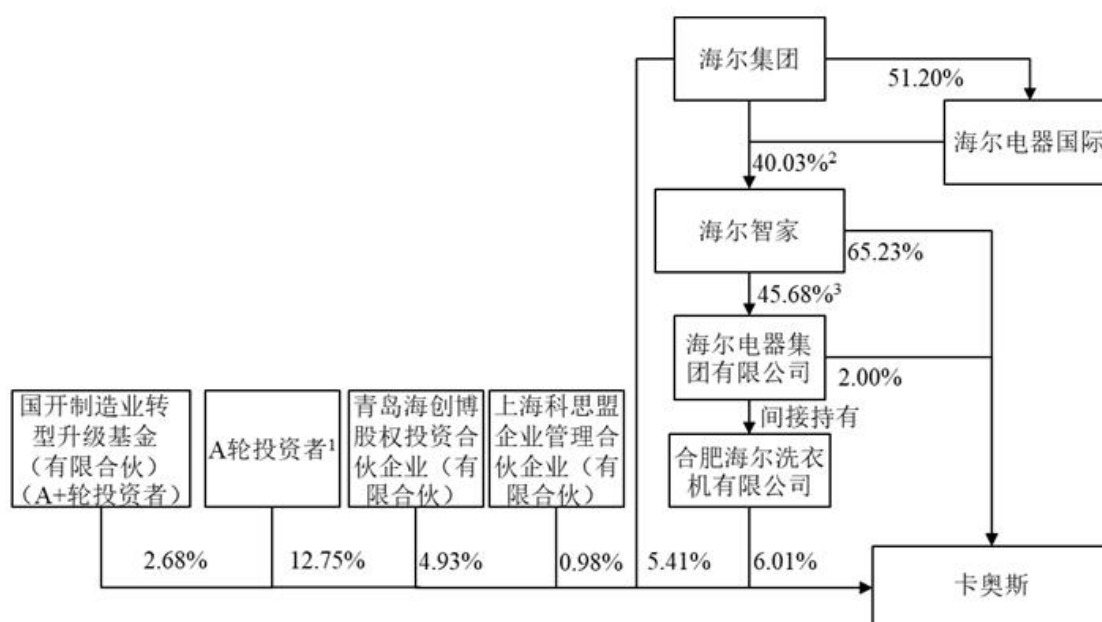 海尔集团
51.20%
海尔电器国际
40.03%²
海尔智家
65.23%
45.68%³
海尔电器集
团有限公司
2.00%
间接持有
国开制造业转
型升级基金
（有限合伙）
（A+轮投资者）
A轮投资者¹
青岛海创博
股权投资合
伙企业（有
限合伙）
上海科思盟
企业管理合
伙企业（有
限合伙）
合肥海尔洗衣
机有限公司
2.68%
12.75%
4.93%
0.98%
5.41%
6.01%
卡奥斯